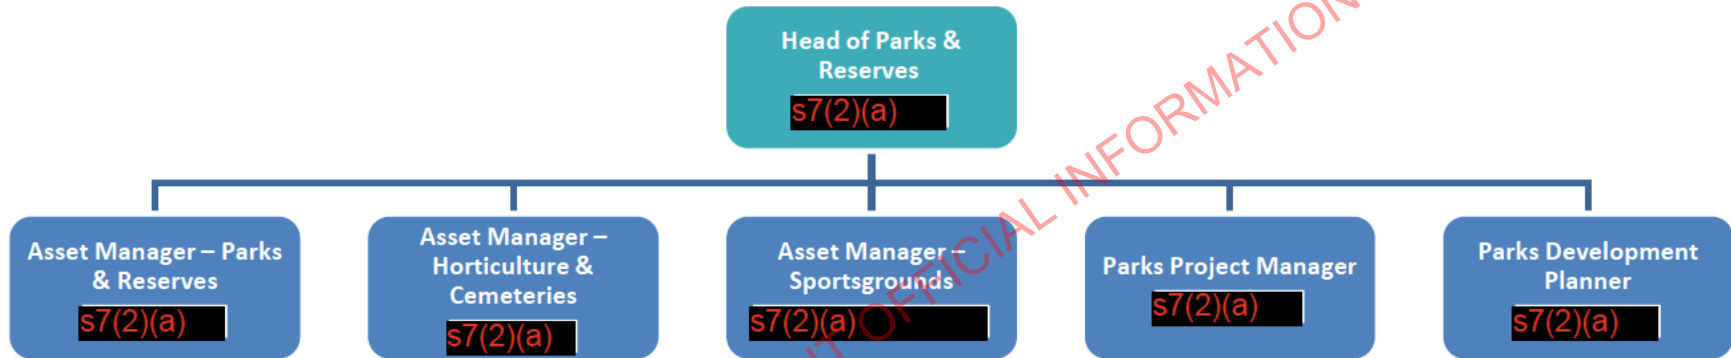 Head of Parks &
Reserves
s7(2)(a)
Asset Manager – Parks
& Reserves
s7(2)(a)
Asset Manager –
Horticulture &
Cemeteries
s7(2)(a)
Asset Manager –
Sportsgrounds
s7(2)(a)
Parks Project Manager
s7(2)(a)
Parks Development
Planner
s7(2)(a)
OFFICIAL INFORMATION